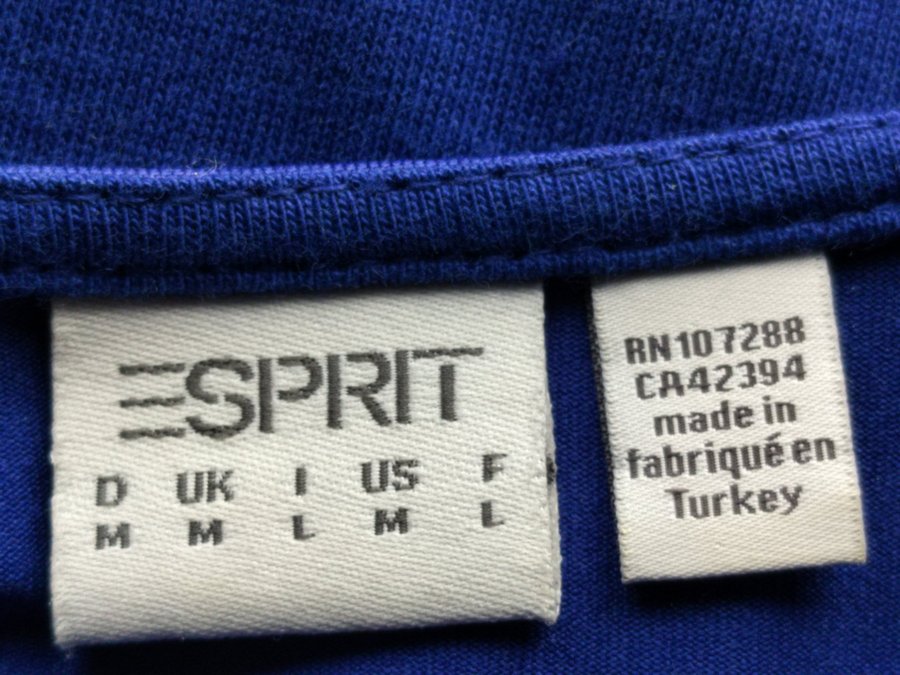 ESPRIT
D UK I US F
M M L M L
RN107288
CA42394
made in
fabriqué en
Turkey